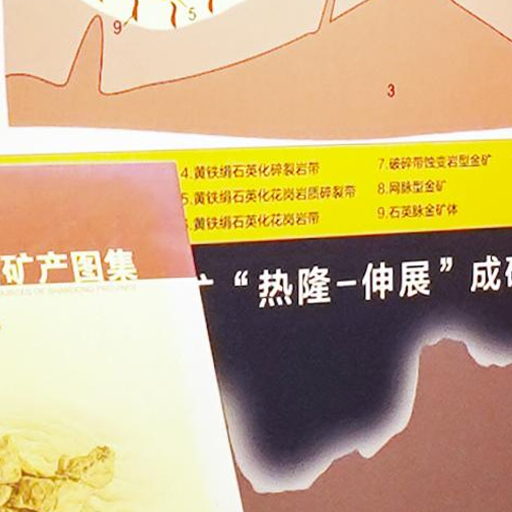 9
5
3
4.黄铁绢石英化碎裂岩带
5.黄铁绢石英化花岗岩质碎裂带
黄铁绢石英化花岗岩带
7.破碎带蚀变岩型金矿
8.网脉型金矿
9.石英脉金矿体
矿产图集
“热隆-伸展”成矿